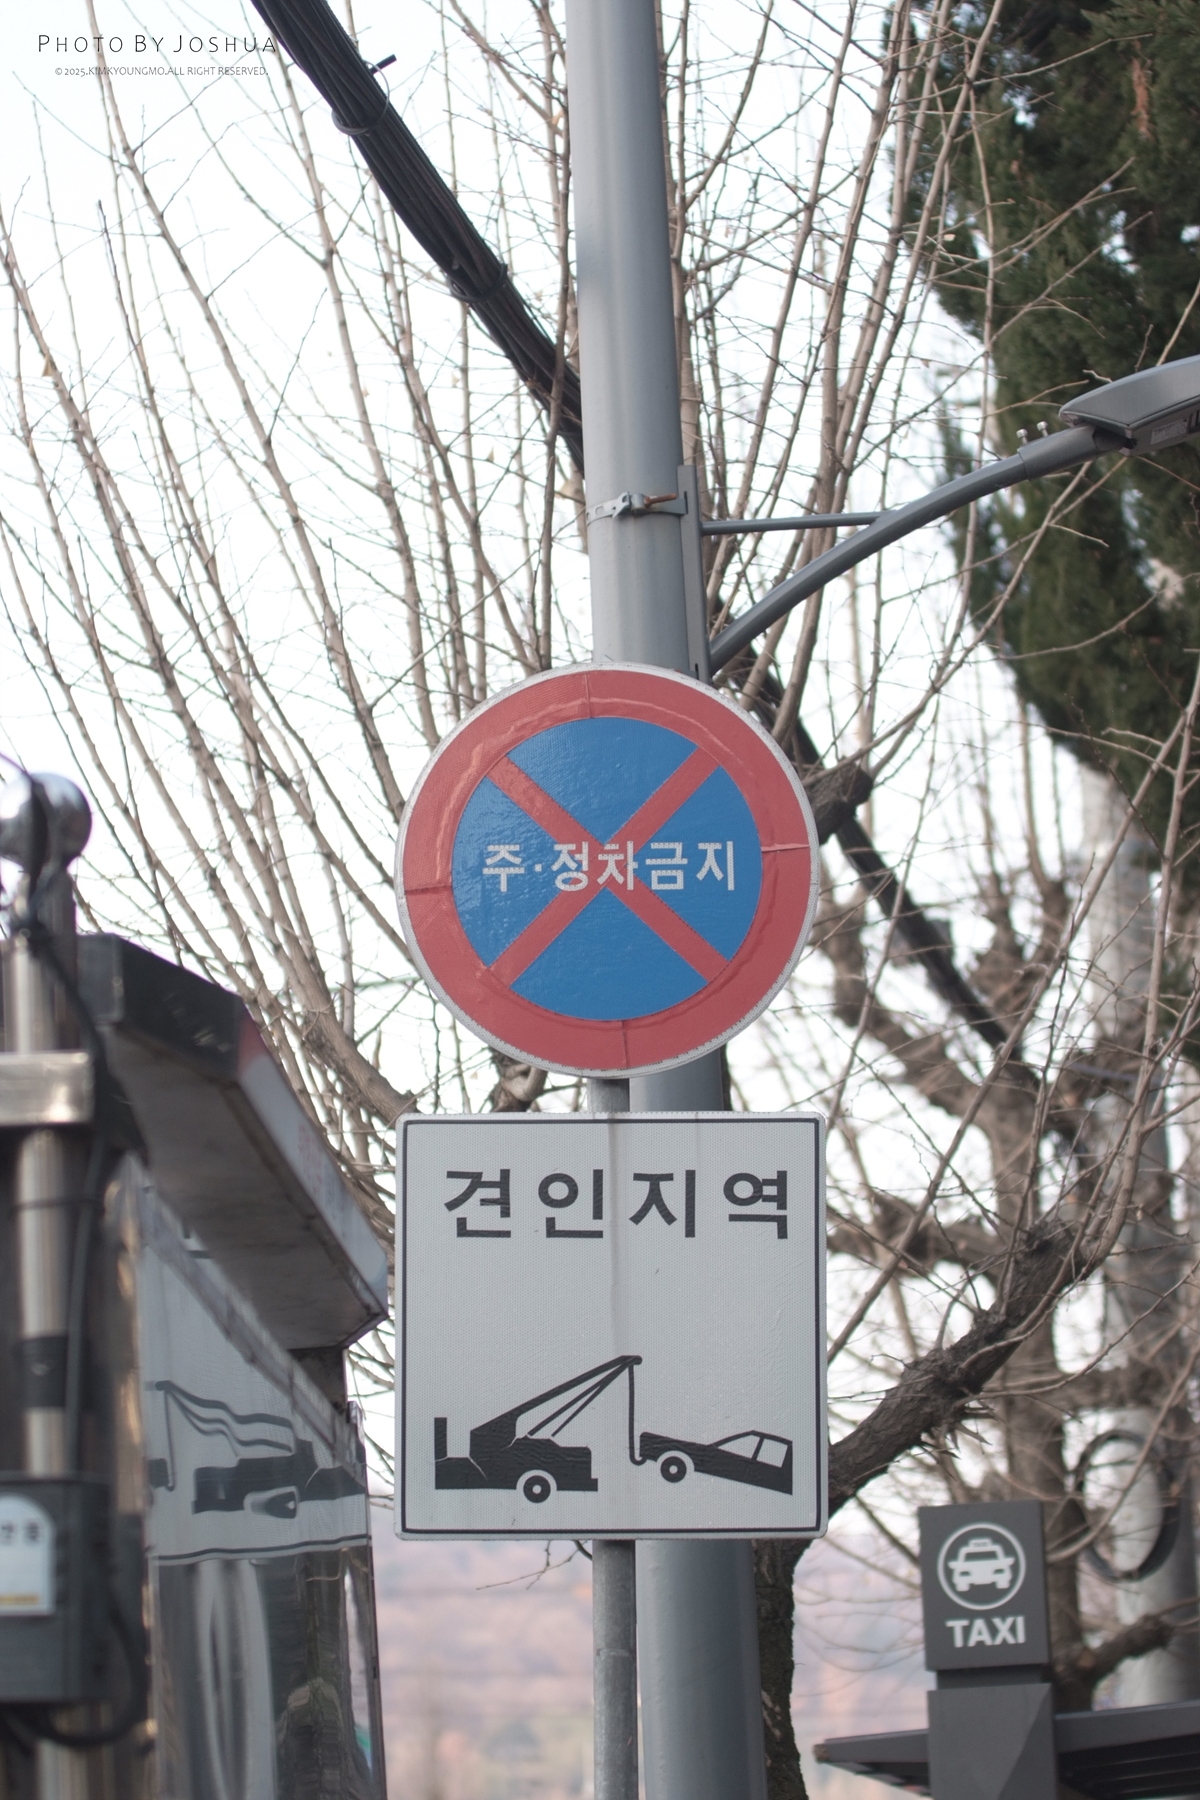 PHOTO BY JOSHUA
© 2025.KIMKYOUNGMO.ALL RIGHT RESERVED.
주·정차금지
견인지역
TAXI